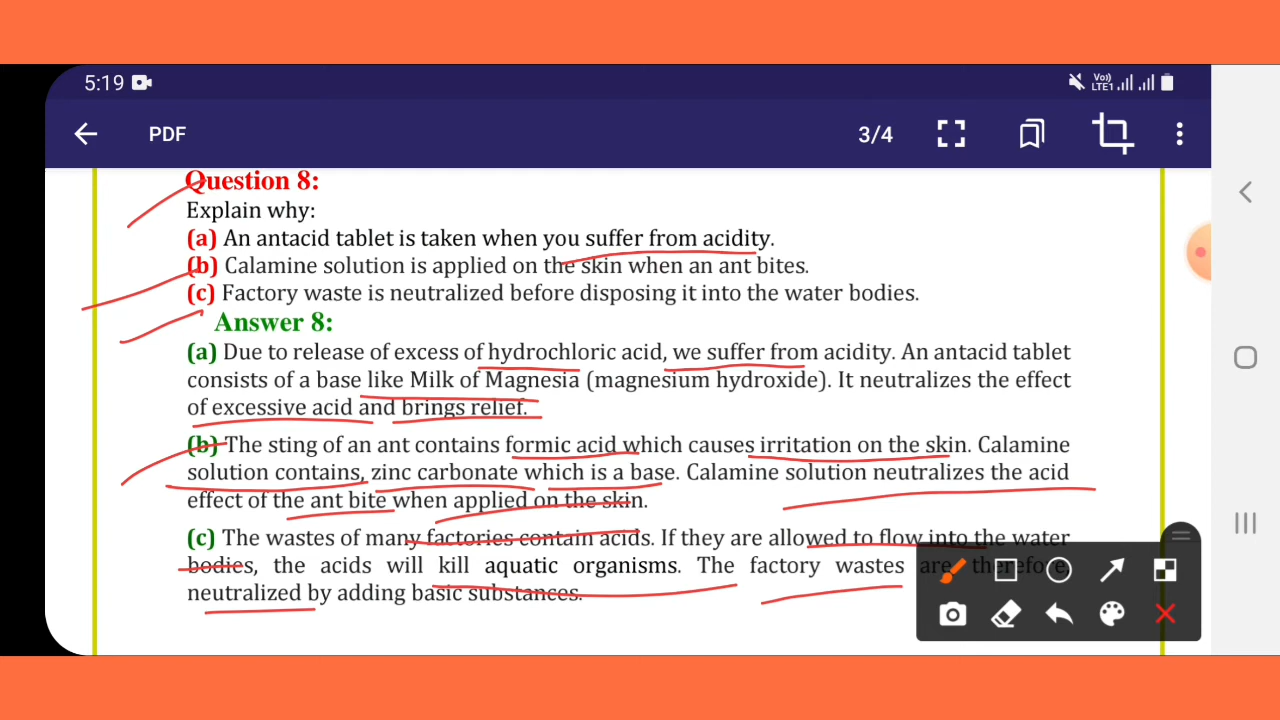 5:19
Vo)) LTE1
PDF
3/4
Question 8:
Explain why:
(a) An antacid tablet is taken when you suffer from acidity.
(b) Calamine solution is applied on the skin when an ant bites.
(c) Factory waste is neutralized before disposing it into the water bodies.
Answer 8:
(a) Due to release of excess of hydrochloric acid, we suffer from acidity. An antacid tablet
consists of a base like Milk of Magnesia (magnesium hydroxide). It neutralizes the effect
of excessive acid and brings relief.
(b) The sting of an ant contains formic acid which causes irritation on the skin. Calamine
solution contains, zinc carbonate which is a base. Calamine solution neutralizes the acid
effect of the ant bite when applied on the skin.
(c) The wastes of many factories contain acids. If they are allowed to flow into the water
bodies, the acids will kill aquatic organisms. The factory wastes are therefore,
neutralized by adding basic substances.